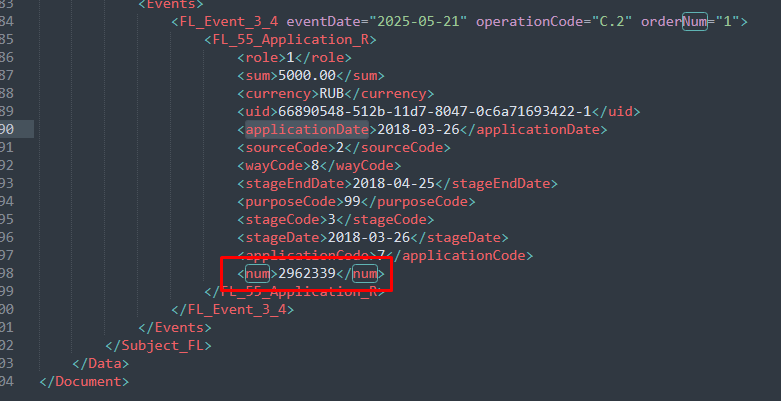 83 <Events>
84 <FL_Event_3_4 eventDate="2025-05-21" operationCode="C.2" orderNum="1">
85 <FL_55_Application_R>
86 <role>1</role>
87 <sum>5000.00</sum>
88 <currency>RUB</currency>
89 <uid>66890548-512b-11d7-8047-0c6a71693422-1</uid>
90 <applicationDate>2018-03-26</applicationDate>
91 <sourceCode>2</sourceCode>
92 <wayCode>8</wayCode>
93 <stageEndDate>2018-04-25</stageEndDate>
94 <purposeCode>99</purposeCode>
95 <stageCode>3</stageCode>
96 <stageDate>2018-03-26</stageDate>
97 <applicationCode>7</applicationCode>
98 <num>2962339</num>
99 </FL_55_Application_R>
00 </FL_Event_3_4>
01 </Events>
02 </Subject_FL>
03 </Data>
04 </Document>